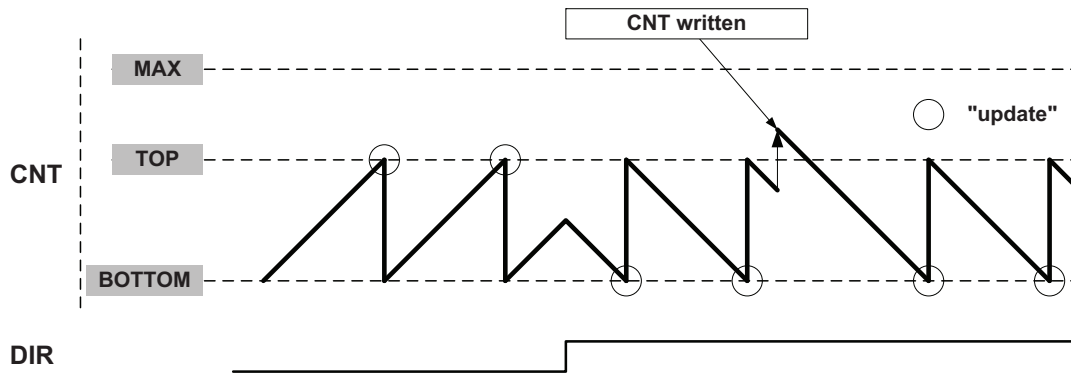 CNT written
MAX
"update"
TOP
CNT
BOTTOM
DIR